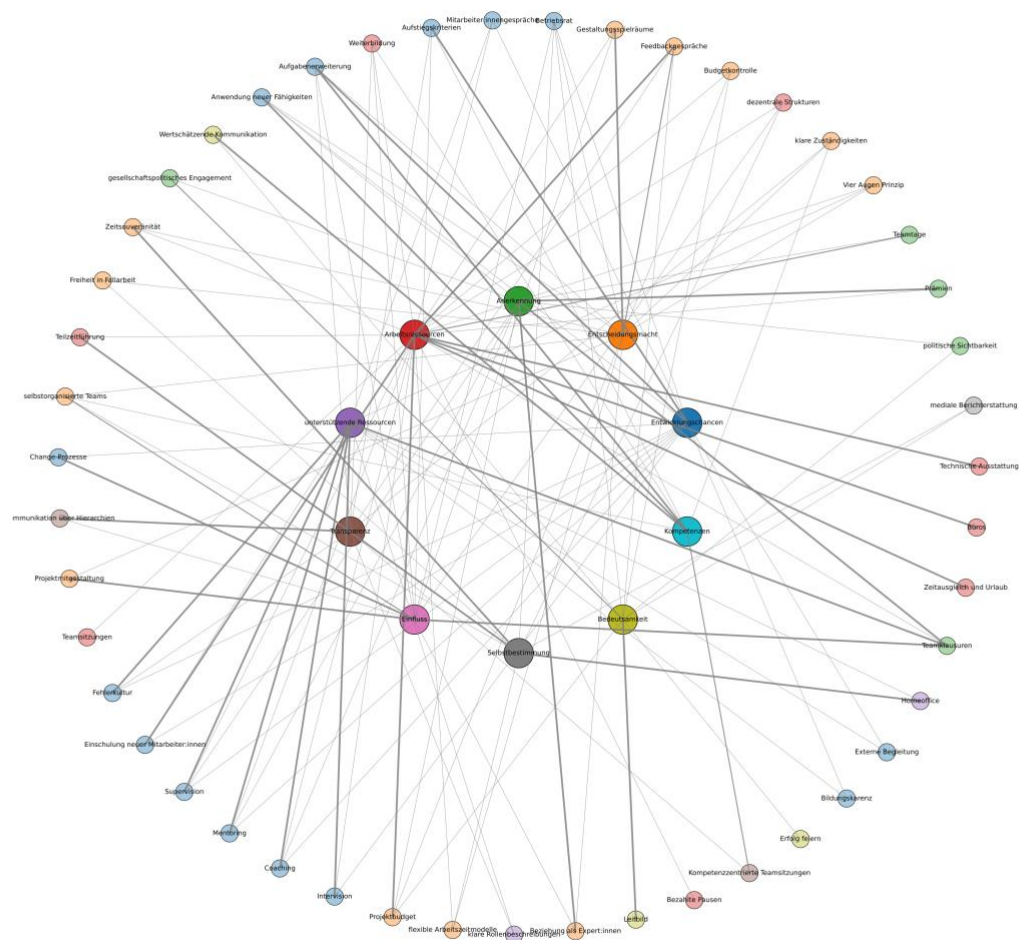 Mitarbeiter:innengespräche
Betriebsrat
Aufstiegskriterien
Gestaltungsspielräume
Weiterbildung
Feedbackgespräche
Aufgabenerweiterung
Budgetkontrolle
Anwendung neuer Fähigkeiten
dezentrale Strukturen
Wertschätzende Kommunikation
klare Zuständigkeiten
gesellschaftspolitisches Engagement
Vier Augen Prinzip
Zeitsouveränität
Teamtage
Freiheit in Fallarbeit
Prämien
Anerkennung
Teilzeitführung
Arbeitsressourcen
Entscheidungsmacht
politische Sichtbarkeit
selbstorganisierte Teams
mediale Berichterstattung
unterstützende Ressourcen
Entwicklungschancen
Change Prozesse
Technische Ausstattung
mmunikation über Hierarchien
Transparenz
Kompetenzen
Büros
Projektmitgestaltung
Zeitausgleich und Urlaub
Einfluss
Bedeutsamkeit
Teamsitzungen
Teamklausuren
Selbstbestimmung
Fehlerkultur
Homeoffice
Einschulung neuer Mitarbeiter:innen
Externe Begleitung
Supervision
Bildungskarenz
Mentoring
Erfolg feiern
Coaching
Kompetenzzentrierte Teamsitzungen
Intervision
Bezahlte Pausen
Projektbudget
Leitbild
flexible Arbeitszeitmodelle
klare Rollenbeschreibungen
Beziehung als Expert:innen